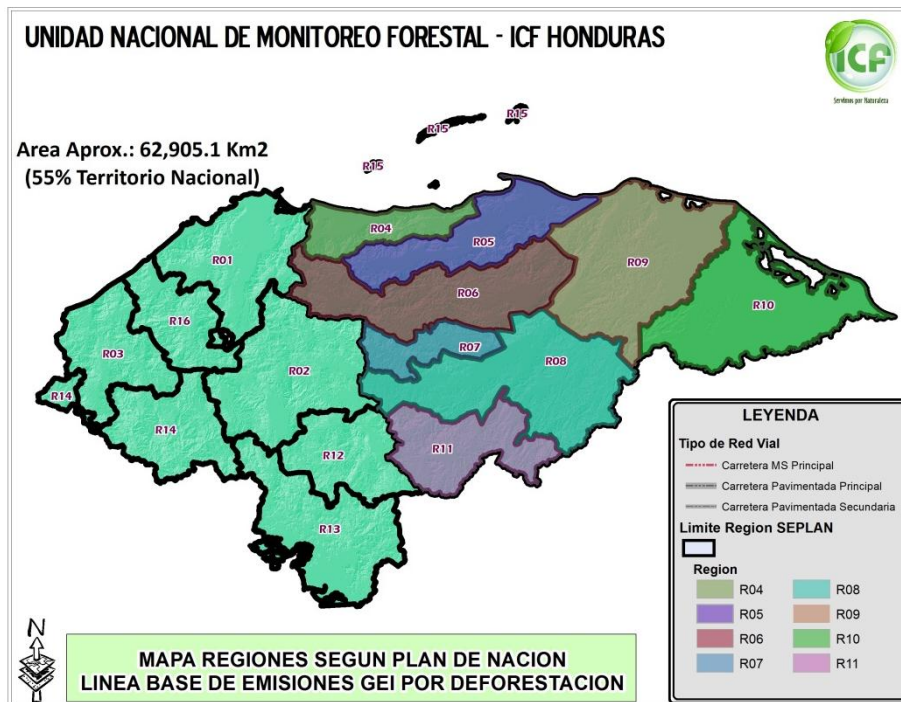 UNIDAD NACIONAL DE MONITOREO FORESTAL - ICF HONDURAS
ICF
Servimos por Naturaleza
Area Aprox.: 62,905.1 Km2
(55% Territorio Nacional)
R15
R15
R15
R04
R05
R01
R09
R06
R10
R16
R07
R03
R08
R02
R14
R14
R11
R12
R13
LEYENDA
Tipo de Red Vial
Carretera MS Principal
Carretera Pavimentada Principal
Carretera Pavimentada Secundaria
Limite Region SEPLAN
Region
R04 R08
R05 R09
R06 R10
R07 R11
N
MAPA REGIONES SEGUN PLAN DE NACION
LINEA BASE DE EMISIONES GEI POR DEFORESTACION